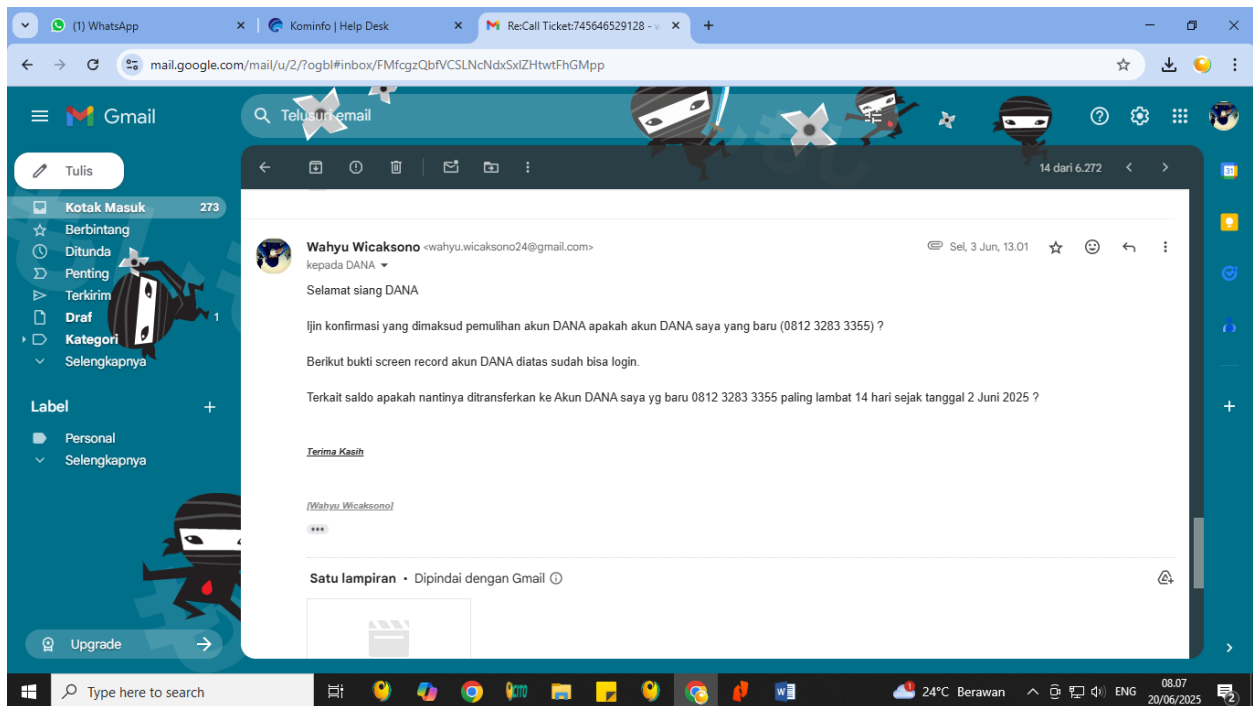 (1) WhatsApp
Kominfo | Help Desk
Re:Call Ticket:745646529128 - w
mail.google.com/mail/u/2/?ogbl#inbox/FMfcgzQbfVCSLNcNdxSxlZHtwtFhGMpp
Gmail
Telusuri email
Tulis
14 dari 6.272
31
Kotak Masuk 273
Berbintang
Ditunda
Penting
Terkirim
Draf 1
Kategori
Selengkapnya
Label
Personal
Selengkapnya
Upgrade
Wahyu Wicaksono <wahyu.wicaksono24@gmail.com>
Sel, 3 Jun, 13.01
kepada DANA
Selamat siang DANA
Ijin konfirmasi yang dimaksud pemulihan akun DANA apakah akun DANA saya yang baru (0812 3283 3355) ?
Berikut bukti screen record akun DANA diatas sudah bisa login.
Terkait saldo apakah nantinya ditransferkan ke Akun DANA saya yg baru 0812 3283 3355 paling lambat 14 hari sejak tanggal 2 Juni 2025 ?
Terima Kasih
[Wahyu Wicaksono]
Satu lampiran • Dipindai dengan Gmail
Type here to search
24°C Berawan
ENG
08.07
20/06/2025
2